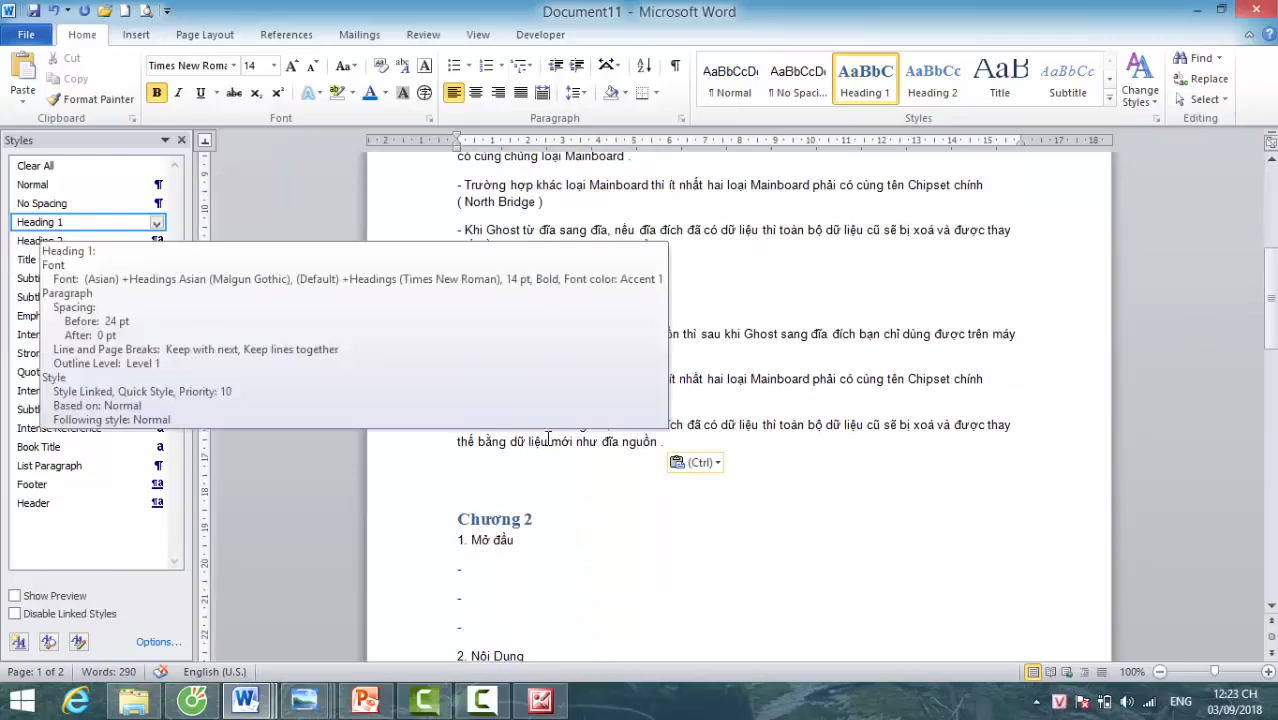 Document11 - Microsoft Word
File Home Insert Page Layout References Mailings Review View Developer
Paste
Cut
Copy
Format Painter
Clipboard
Times New Roma 14
Font
Paragraph
AaBbCcDc AaBbCcDc AaBbC AaBbCc AaB AaBbCc
¶ Normal ¶ No Spaci... Heading 1 Heading 2 Title Subtitle
Change Styles
Styles
Find
Replace
Select
Editing
Styles
Clear All
Normal
No Spacing
Heading 1
Title
List Paragraph
Book Title
Footer
Header
Heading 1:
Font
Font: (Asian) +Headings Asian (Malgun Gothic), (Default) +Headings (Times New Roman), 14 pt, Bold, Font color: Accent 1
Paragraph
Spacing:
Before: 24 pt
After: 0 pt
Line and Page Breaks: Keep with next, Keep lines together
Outline Level: Level 1
Style
Style Linked, Quick Style, Priority: 10
Based on: Normal
Following style: Normal
Show Preview
Disable Linked Styles
Options...
có cùng chủng loại Mainboard .
- Trường hợp khác loại Mainboard thì ít nhất hai loại Mainboard phải có cùng tên Chipset chính
( North Bridge )
- Khi Ghost từ đĩa sang đĩa, nếu đĩa đích đã có dữ liệu thì toàn bộ dữ liệu cũ sẽ bị xoá và được thay
thì sau khi Ghost sang đĩa đích bạn chỉ dùng được trên máy
ít nhất hai loại Mainboard phải có cùng tên Chipset chính
đã có dữ liệu thì toàn bộ dữ liệu cũ sẽ bị xoá và được thay
thế bằng dữ liệu mới như đĩa nguồn .
(Ctrl)
Chương 2
1. Mở đầu
-
-
-
2. Nội Dung
Page: 1 of 2 Words: 290 English (U.S.) 100%
ENG
12:23 CH
03/09/2018